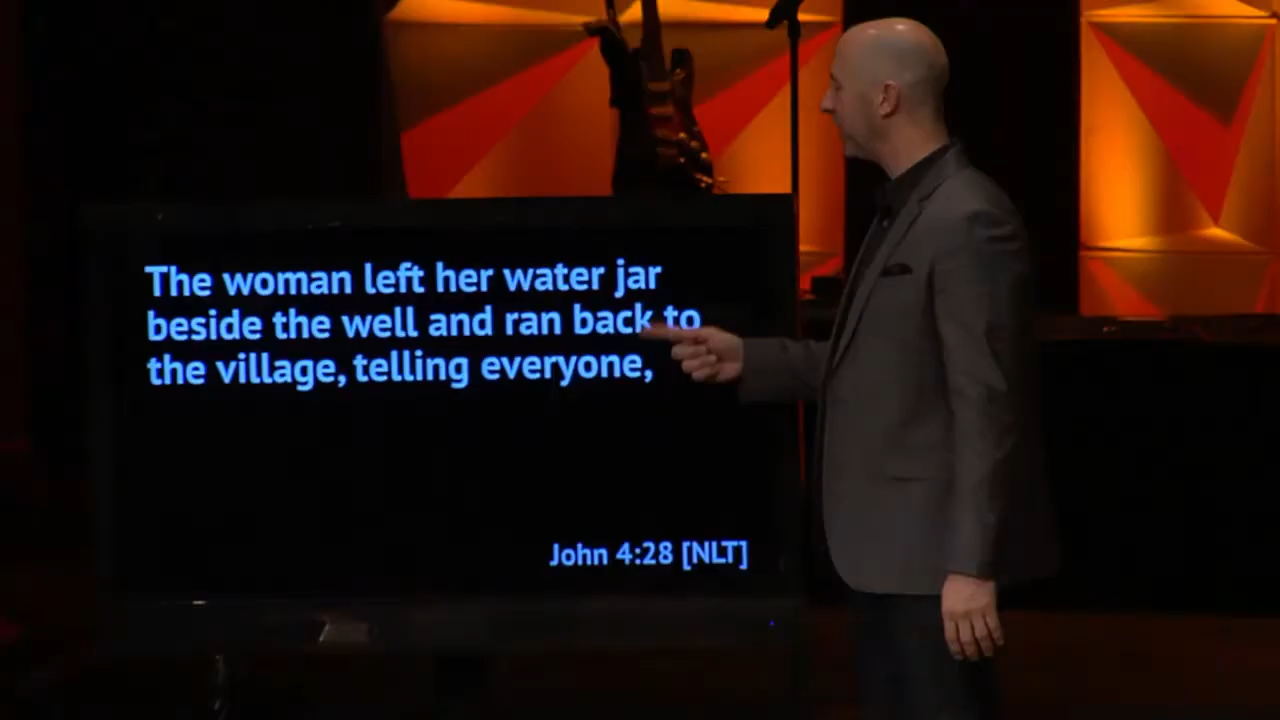 The woman left her water jar
beside the well and ran back to
the village, telling everyone,
John 4:28 [NLT]